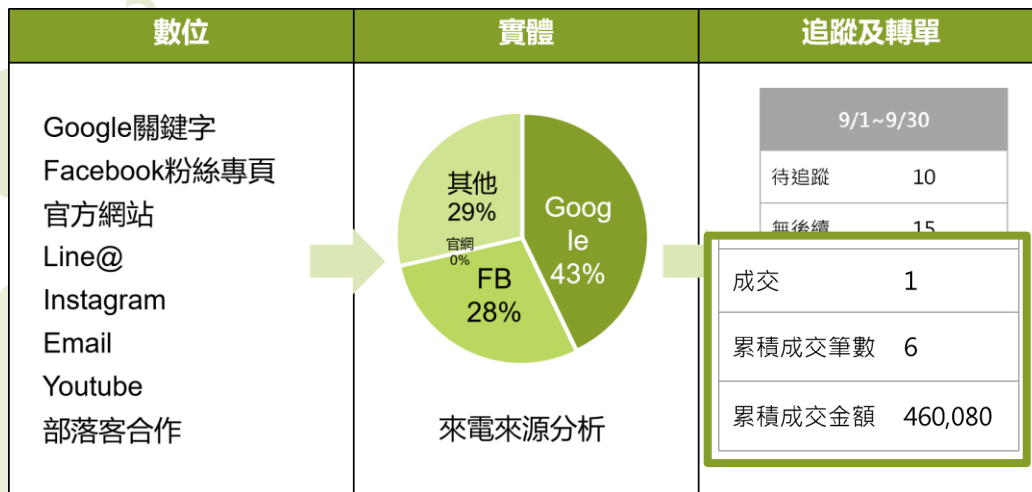 數位
實體
追蹤及轉單
Google關鍵字
Facebook粉絲專頁
官方網站
Line@
Instagram
Email
Youtube
部落客合作
其他
29%
官網
0%
FB
28%
Goog
le
43%
來電來源分析
9/1~9/30
待追蹤 10
無後續 15
成交 1
累積成交筆數 6
累積成交金額 460,080